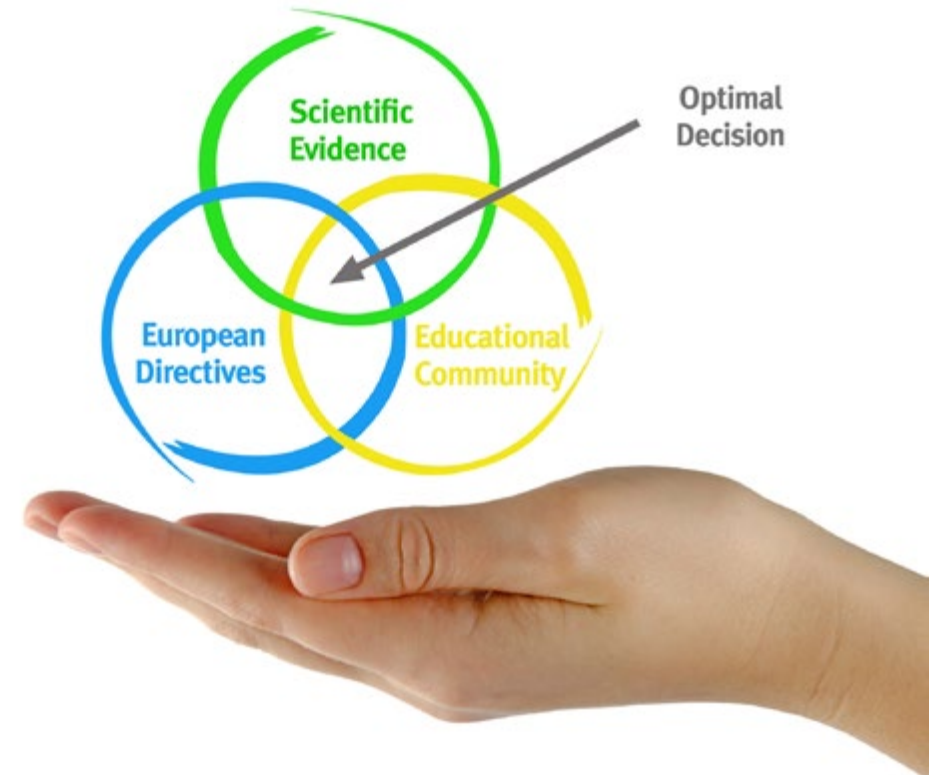 Scientific
Evidence
Optimal
Decision
European
Directives
Educational
Community